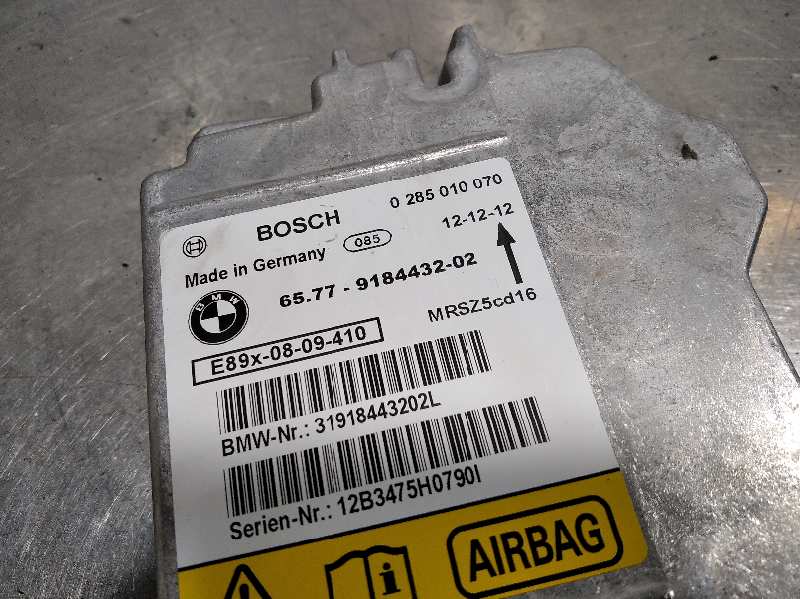 BOSCH 0 285 010 070
085 12-12-12
Made in Germany
BMW 65.77 - 9184432-02
MRSZ5cd16
E89x-08-09-410
BMW-Nr.: 31918443202L
Serien-Nr.: 12B3475H0790I
AIRBAG